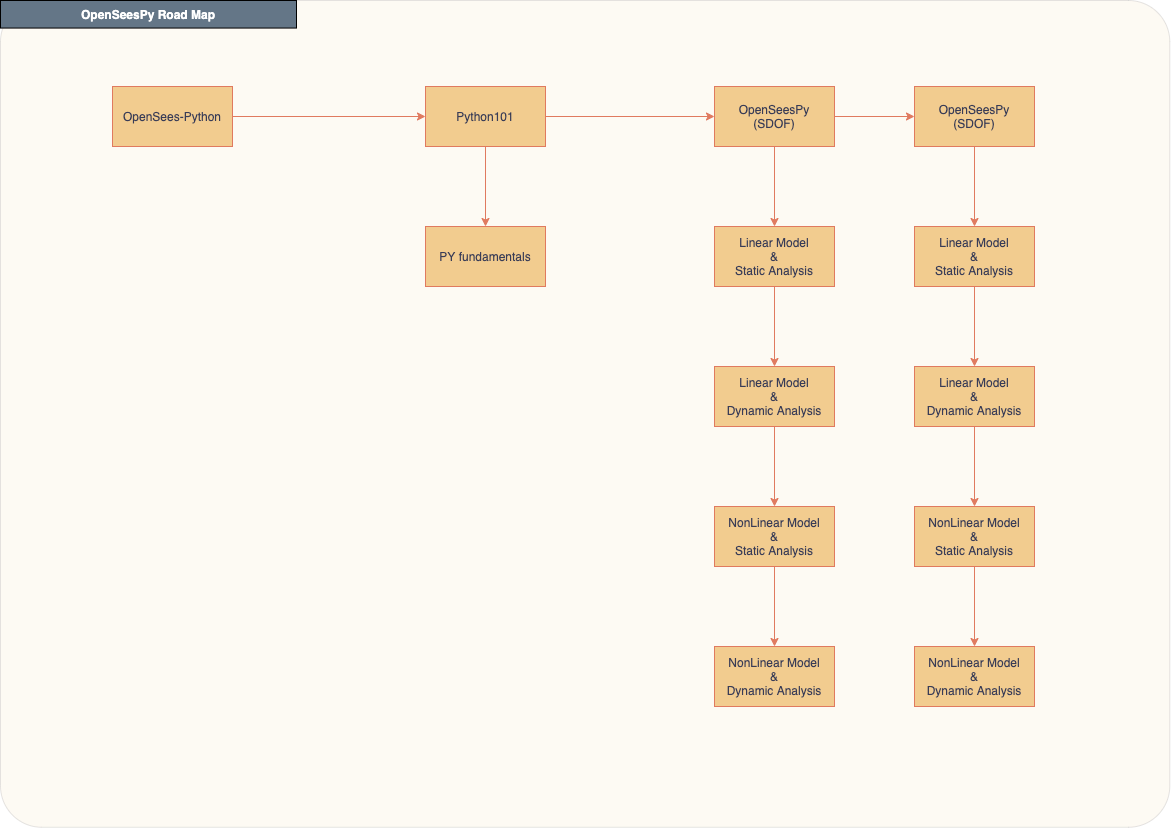 OpenSeesPy Road Map
OpenSees-Python
Python101
OpenSeesPy
(SDOF)
OpenSeesPy
(SDOF)
PY fundamentals
Linear Model
&
Static Analysis
Linear Model
&
Static Analysis
Linear Model
&
Dynamic Analysis
Linear Model
&
Dynamic Analysis
NonLinear Model
&
Static Analysis
NonLinear Model
&
Static Analysis
NonLinear Model
&
Dynamic Analysis
NonLinear Model
&
Dynamic Analysis